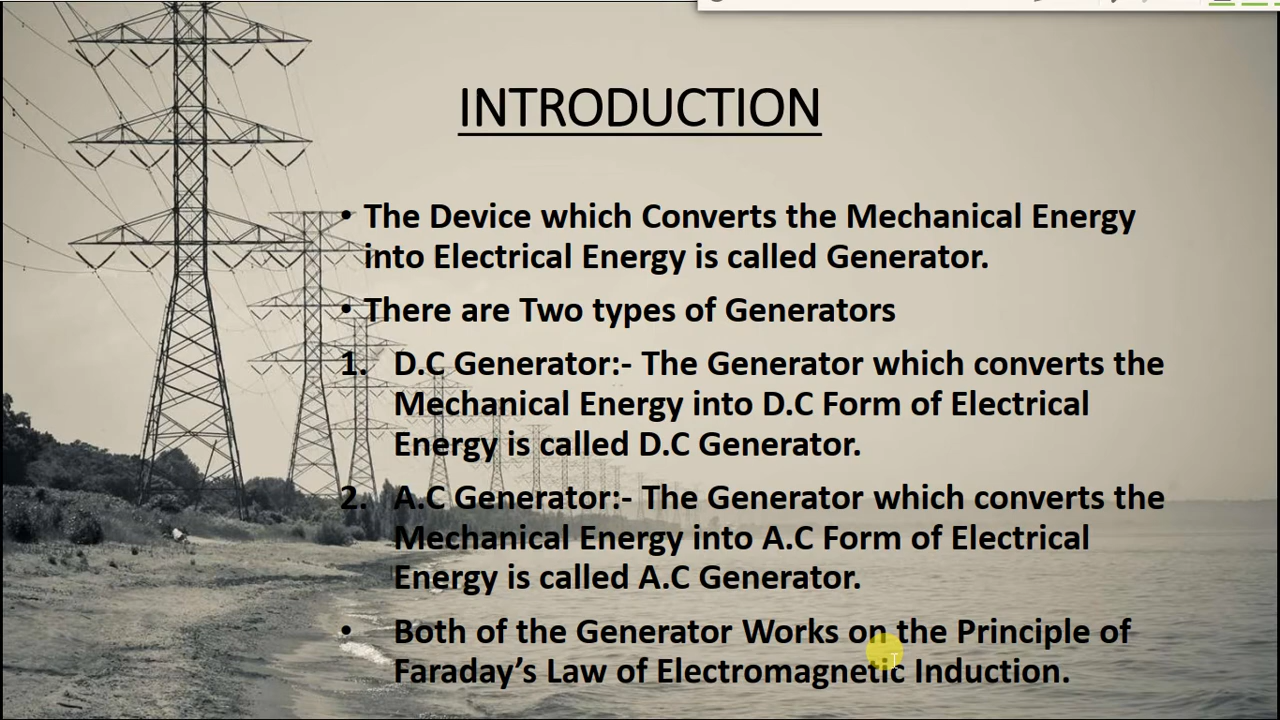 INTRODUCTION
• The Device which Converts the Mechanical Energy
into Electrical Energy is called Generator.
• There are Two types of Generators
1. D.C Generator:- The Generator which converts the
Mechanical Energy into D.C Form of Electrical
Energy is called D.C Generator.
2. A.C Generator:- The Generator which converts the
Mechanical Energy into A.C Form of Electrical
Energy is called A.C Generator.
• Both of the Generator Works on the Principle of
Faraday’s Law of Electromagnetic Induction.